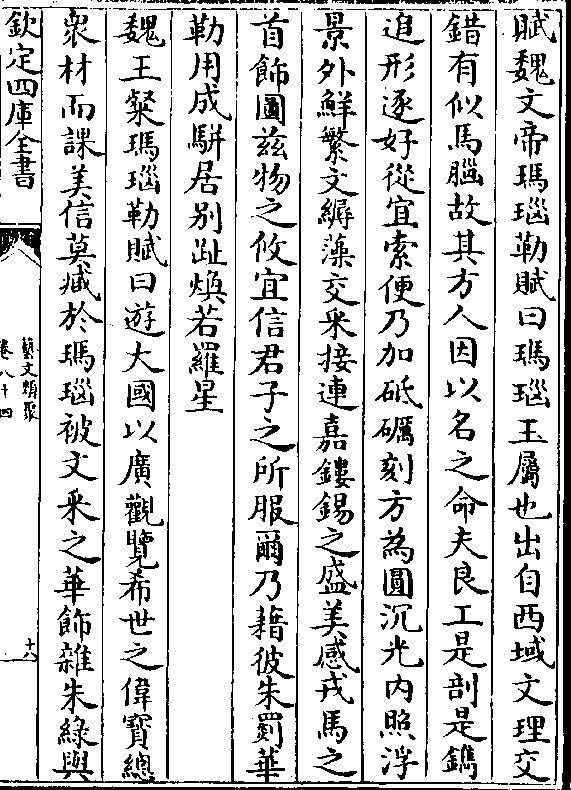 賦魏文帝瑪瑙勒賦曰瑪瑙玉屬也出自西域文理交
錯有似馬腦故其方人因以名之命夫良工是剖是鐫
追形逐好從宜索便乃加砥礪刻方為圓沉光内照浮
景外鮮繁文縟藻交采接連嘉鏤錫之盛美感戎馬之
首飾圖兹物之攸宜信君子之所服爾乃藉彼朱罽華
勒用成駢居别跱煥若羅星
魏王粲瑪瑙勒賦曰遊大國以廣觀覽希世之偉寳總
衆材而課美信莫臧於瑪瑙被文采之華飾雜朱綠與
欽定四庫全書
藝文類聚
卷八十四
十六